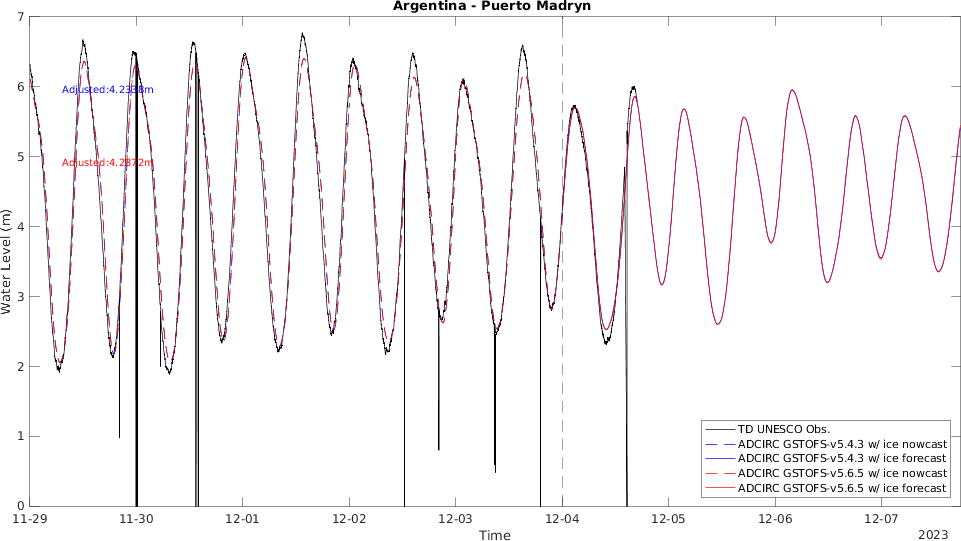 Argentina - Puerto Madryn
7
6
5
4
3
2
1
0
Water Level (m)
Adjusted:4.2338m
Adjusted:4.2372m
TD UNESCO Obs.
ADCIRC GSTOFS-v5.4.3 w/ ice nowcast
ADCIRC GSTOFS-v5.4.3 w/ ice forecast
ADCIRC GSTOFS-v5.6.5 w/ ice nowcast
ADCIRC GSTOFS-v5.6.5 w/ ice forecast
11-29 11-30 12-01 12-02 12-03 12-04 12-05 12-06 12-07
Time
2023